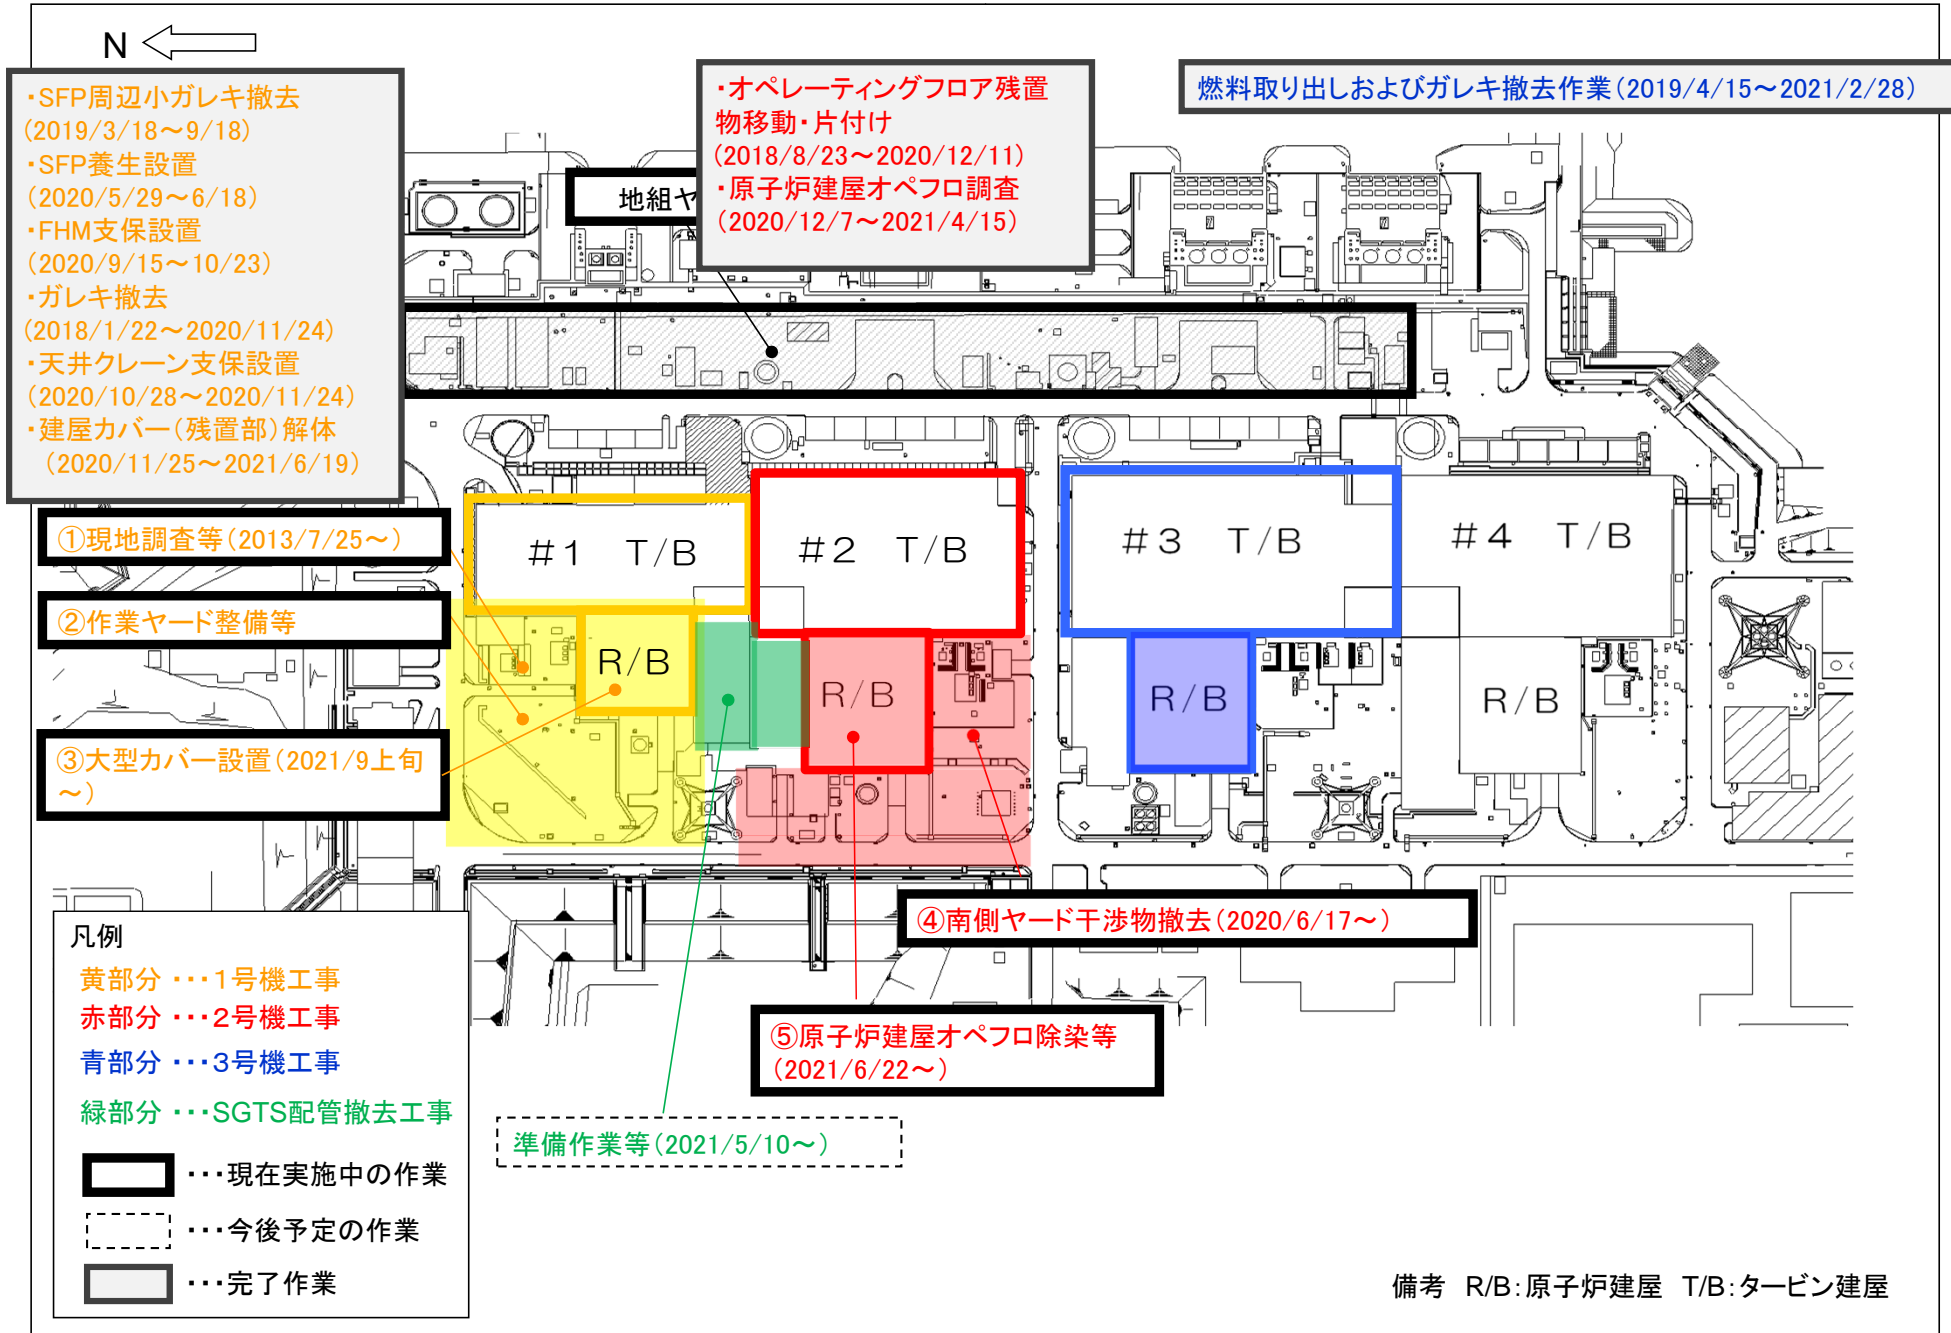 N
・SFP周辺小ガレキ撤去
(2019/3/18～9/18)
・SFP養生設置
(2020/5/29～6/18)
・FHM支保設置
(2020/9/15～10/23)
・ガレキ撤去
(2018/1/22～2020/11/24)
・天井クレーン支保設置
(2020/10/28～2020/11/24)
・建屋カバー(残置部)解体
(2020/11/25～2021/6/19)
・オペレーティングフロア残置
物移動・片付け
(2018/8/23～2020/12/11)
・原子炉建屋オペフロ調査
(2020/12/7～2021/4/15)
燃料取り出しおよびガレキ撤去作業(2019/4/15～2021/2/28)
地組ヤ
①現地調査等(2013/7/25～)
②作業ヤード整備等
③大型カバー設置(2021/9上旬
～)
#1 T/B
#2 T/B
#3 T/B
#4 T/B
R/B
R/B
R/B
R/B
④南側ヤード干渉物撤去(2020/6/17～)
⑤原子炉建屋オペフロ除染等
(2021/6/22～)
準備作業等(2021/5/10～)
凡例
黄部分 ・・・1号機工事
赤部分 ・・・2号機工事
青部分 ・・・3号機工事
緑部分 ・・・SGTS配管撤去工事
・・・現在実施中の作業
・・・今後予定の作業
・・・完了作業
備考 R/B:原子炉建屋 T/B:タービン建屋